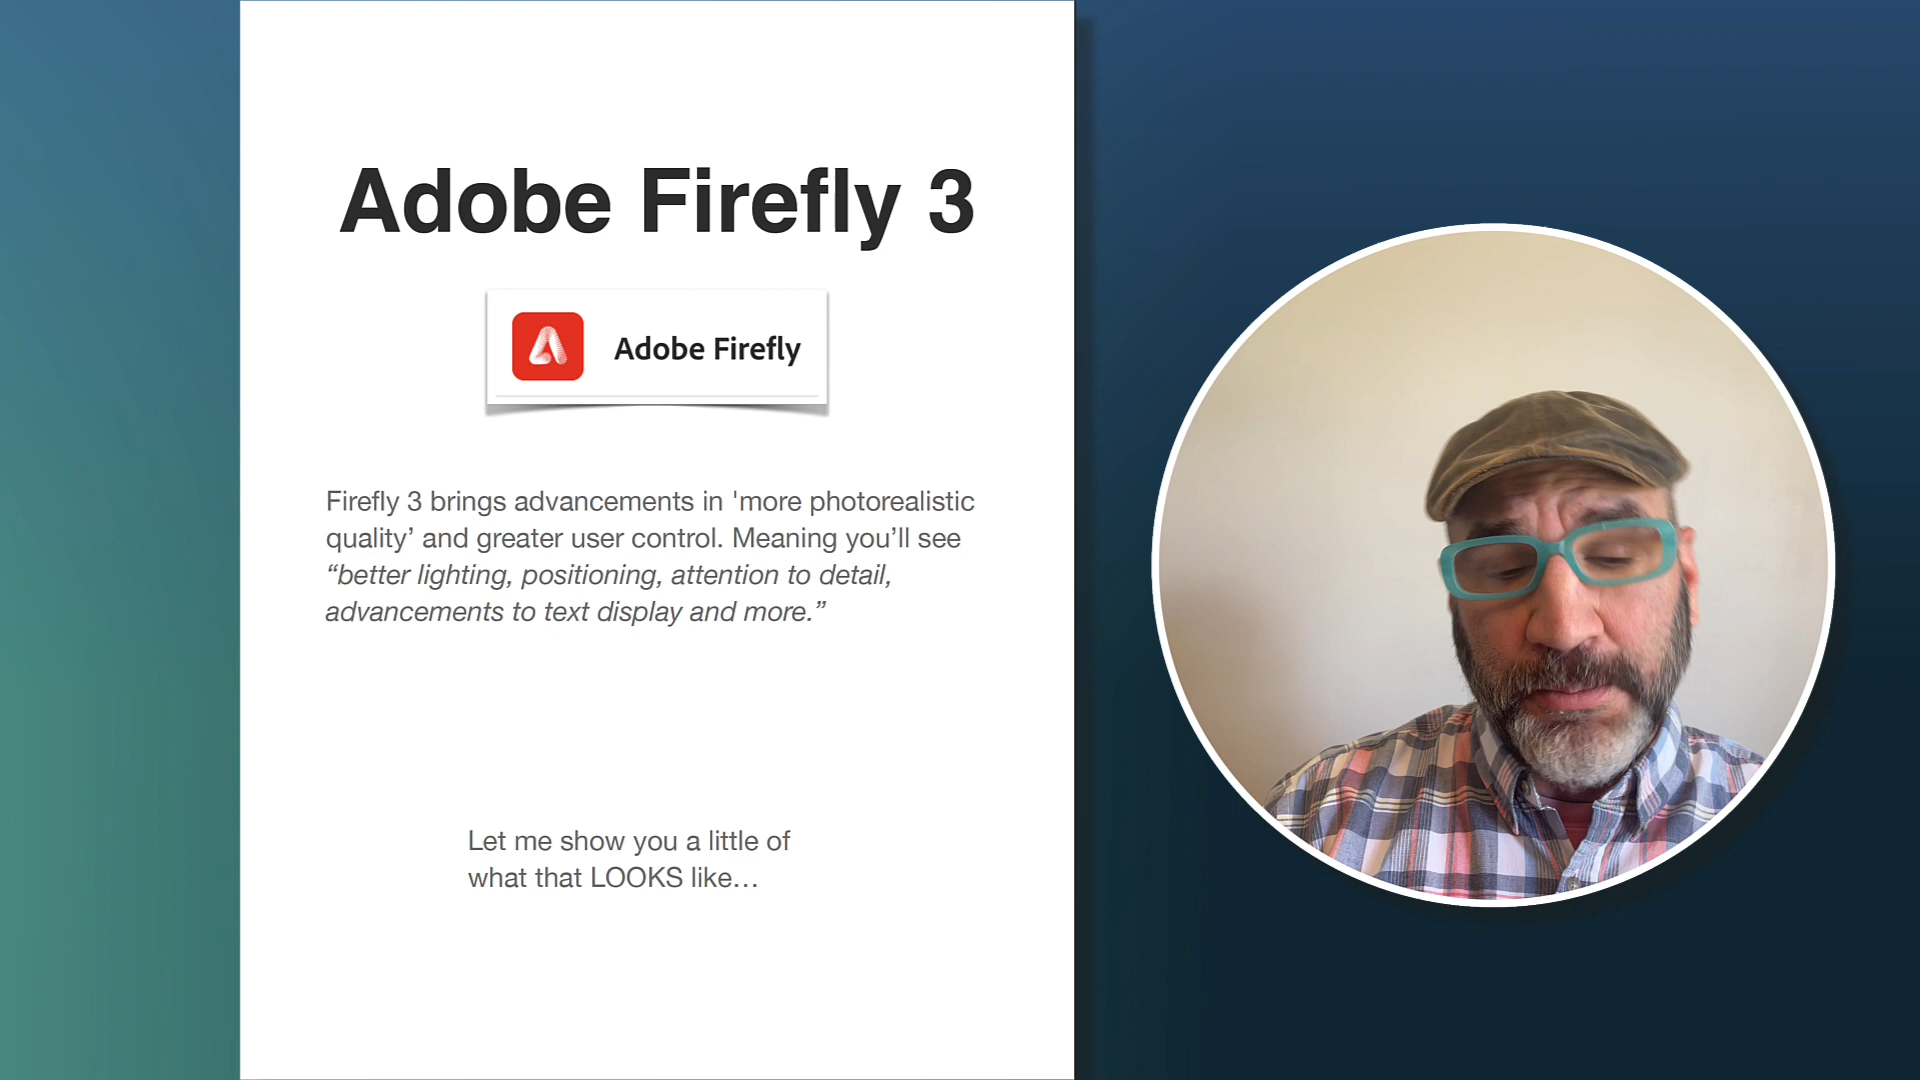 Adobe Firefly 3
Adobe Firefly
Firefly 3 brings advancements in 'more photorealistic
quality’ and greater user control. Meaning you’ll see
“better lighting, positioning, attention to detail,
advancements to text display and more.”
Let me show you a little of
what that LOOKS like…